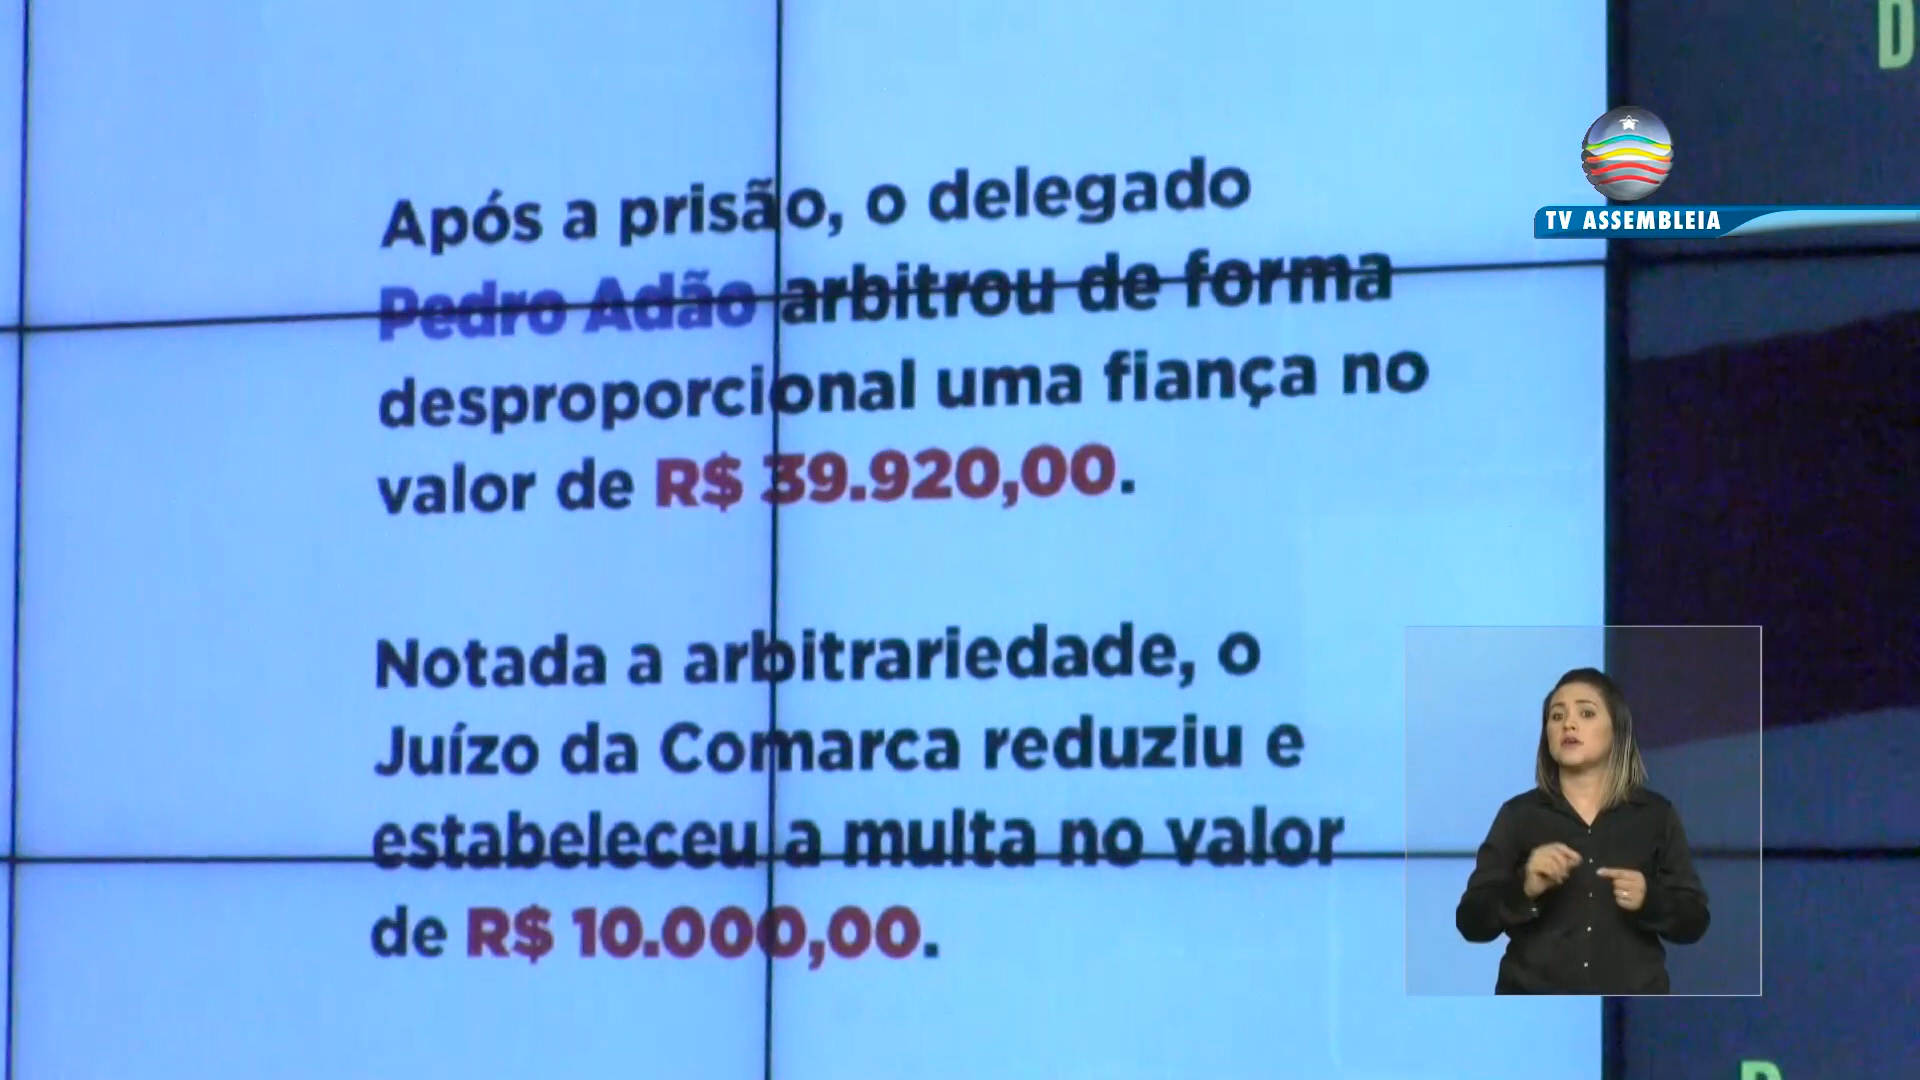 D
TV ASSEMBLEIA
Após a prisão, o delegado
Pedro Adão arbitrou de forma
desproporcional uma fiança no
valor de R$ 39.920,00.
Notada a arbitrariedade, o
Juízo da Comarca reduziu e
estabeleceu a multa no valor
de R$ 10.000,00.